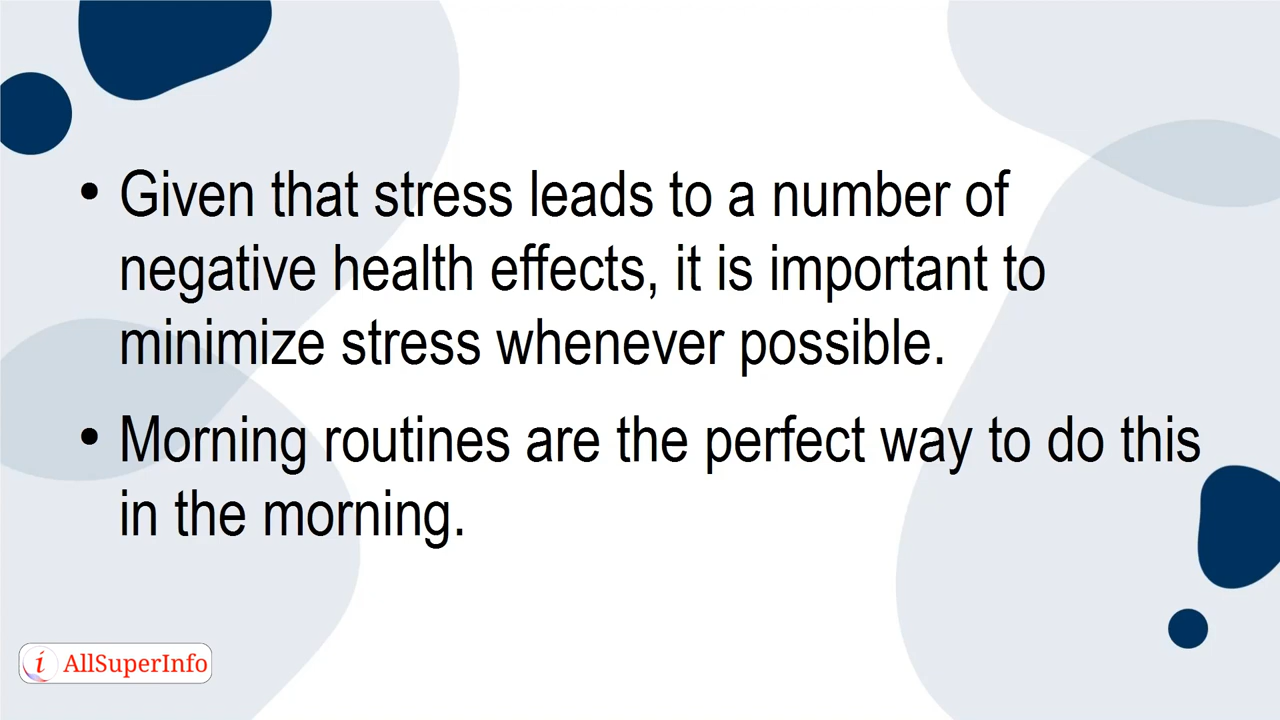 • Given that stress leads to a number of
negative health effects, it is important to
minimize stress whenever possible.
• Morning routines are the perfect way to do this
in the morning.
i AllSuperInfo